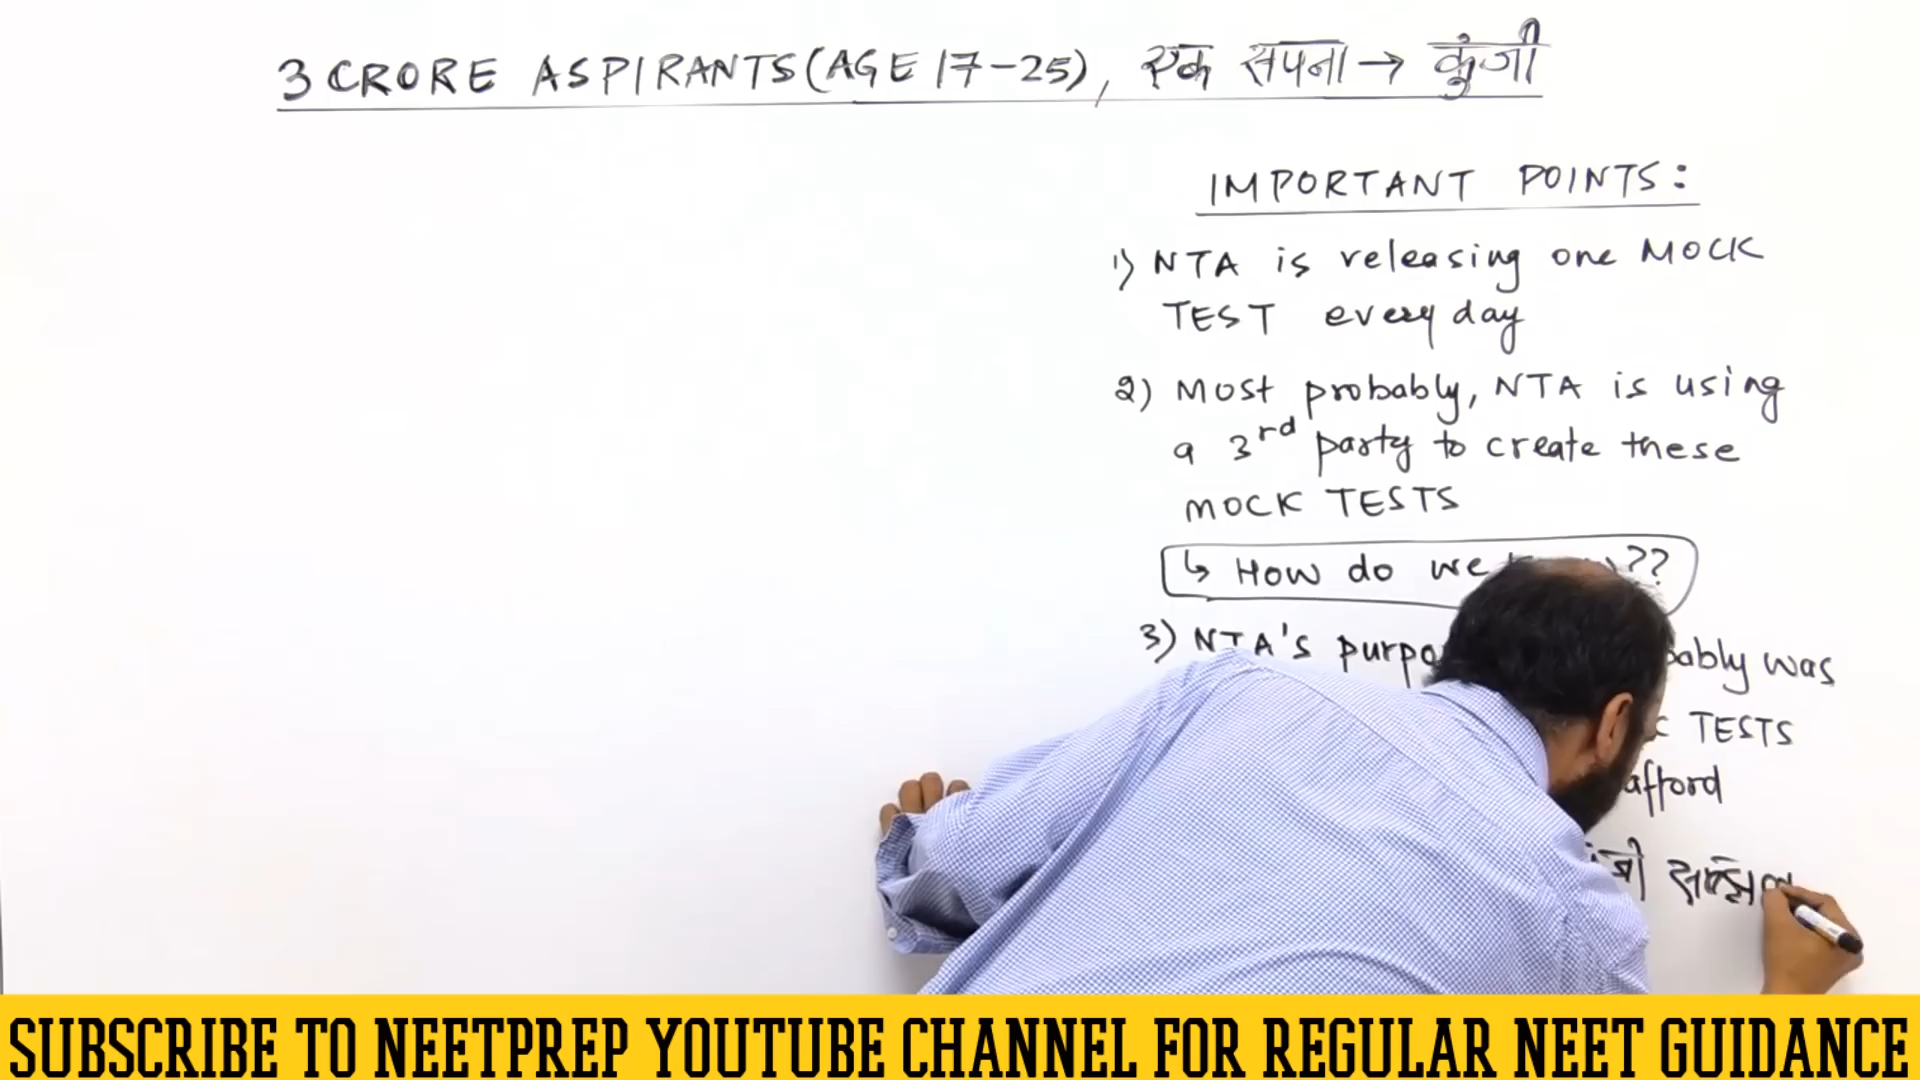 3 CRORE ASPIRANTS (AGE 17-25), एक सपना → कुंजी
IMPORTANT POINTS:
1) NTA is releasing one MOCK
TEST every day
2) Most probably, NTA is using
a 3rd party to create these
MOCK TESTS
↳ How do we ??
3) NTA's was
TESTS
afford
SUBSCRIBE TO NEETPREP YOUTUBE CHANNEL FOR REGULAR NEET GUIDANCE